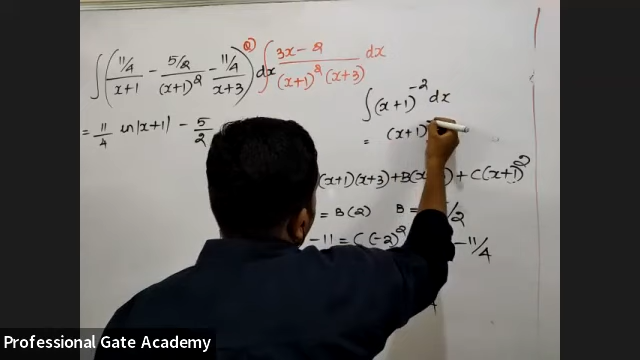 ∫ ( 11/4 / (x+1) − 5/2 / (x+1)² − 11/4 / (x+3) ) dx
Q) ∫ (3x − 2) / ((x+1)² (x+3)) dx
∫ (x+1)⁻² dx
= 11/4 ln|x+1| − 5/2
= (x+1)
(x+1)(x+3) + B(x+3) + C(x+1)²
= B(2) B = /2
−11 = C(−2)² −11/4
Professional Gate Academy